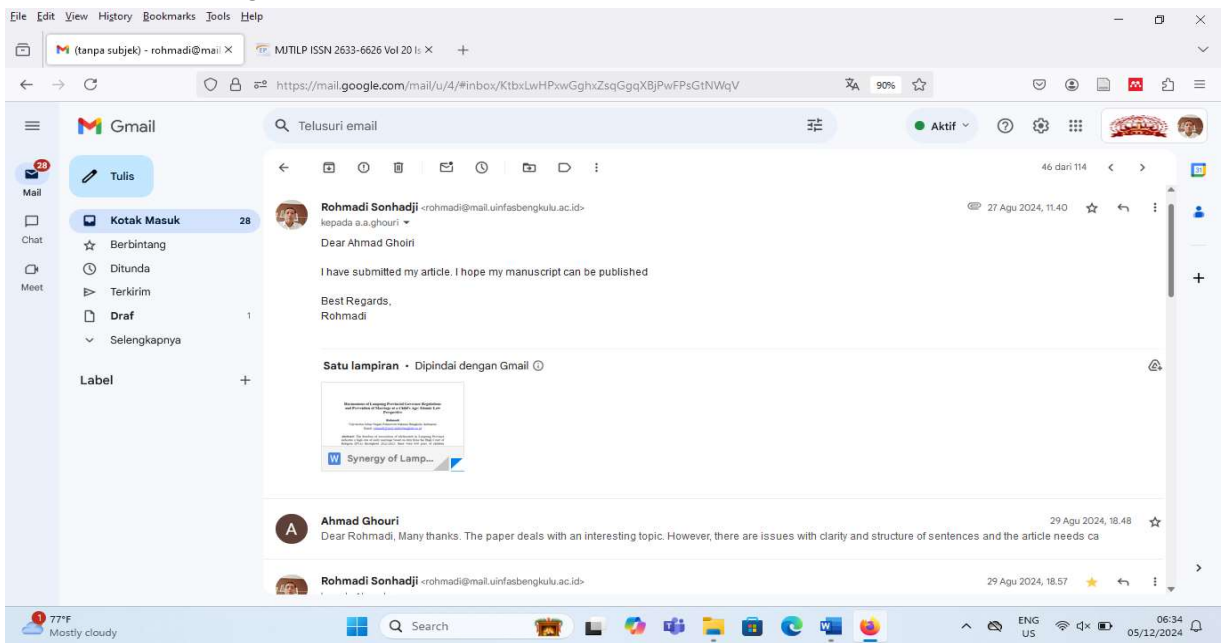 File Edit View History Bookmarks Tools Help
(tanpa subjek) - rohmadi@mail
MJTILP ISSN 2633-6626 Vol 20 Is
https://mail.google.com/mail/u/4/#inbox/KtbxLwHPxwGghxZsqGgqXBjPwFPsGtNWqV
90%
Gmail
Telusuri email
Aktif
28
Mail
Chat
Meet
Tulis
Kotak Masuk 28
Berbintang
Ditunda
Terkirim
Draf 1
Selengkapnya
Label
46 dari 114
Rohmadi Sonhadji <rohmadi@mail.uinfasbengkulu.ac.id>
27 Agu 2024, 11.40
kepada a.a.ghouri
Dear Ahmad Ghoiri
I have submitted my article. I hope my manuscript can be published
Best Regards,
Rohmadi
Satu lampiran • Dipindai dengan Gmail
W Synergy of Lamp...
A
Ahmad Ghouri
29 Agu 2024, 18.48
Dear Rohmadi, Many thanks. The paper deals with an interesting topic. However, there are issues with clarity and structure of sentences and the article needs ca
Rohmadi Sonhadji <rohmadi@mail.uinfasbengkulu.ac.id>
29 Agu 2024, 18.57
31
1
77°F
Mostly cloudy
Search
ENG
US
06:34
05/12/2024